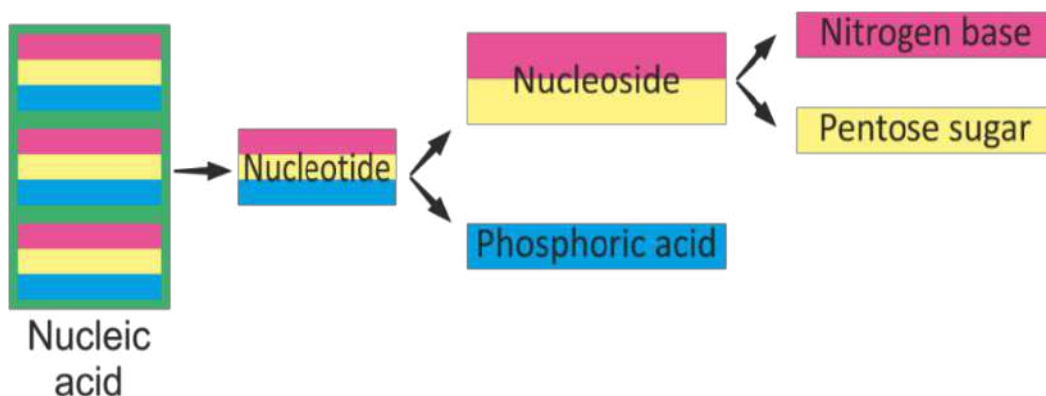 Nitrogen base
Nucleoside
Pentose sugar
Nucleotide
Phosphoric acid
Nucleic
acid